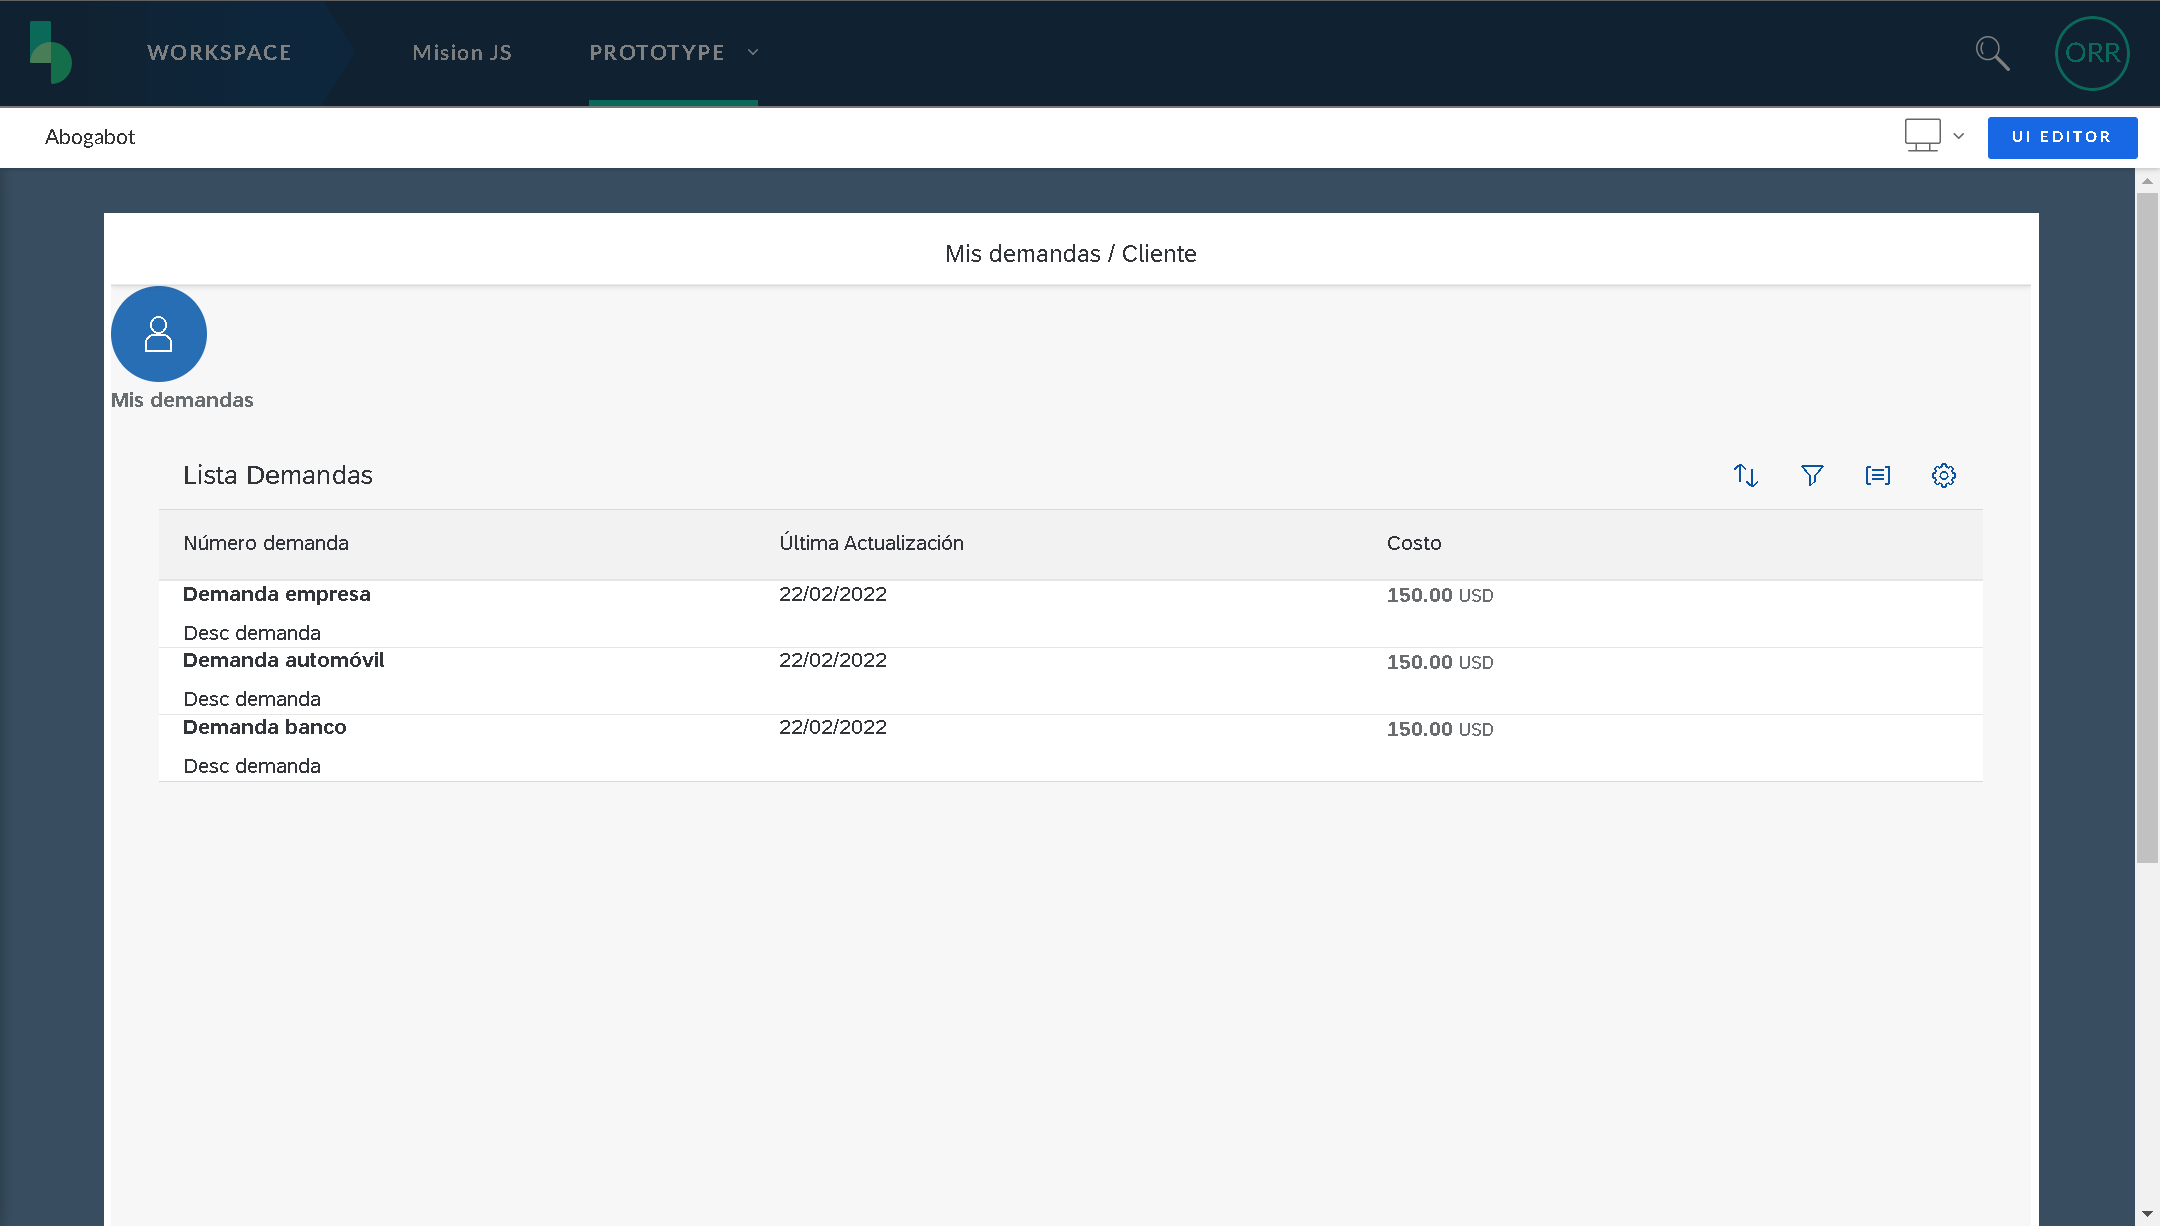 WORKSPACE Mision JS PROTOTYPE ORR
Abogabot UI EDITOR
Mis demandas / Cliente
Mis demandas
Lista Demandas
Número demanda Última Actualización Costo
Demanda empresa 22/02/2022 150.00 USD
Desc demanda
Demanda automóvil 22/02/2022 150.00 USD
Desc demanda
Demanda banco 22/02/2022 150.00 USD
Desc demanda